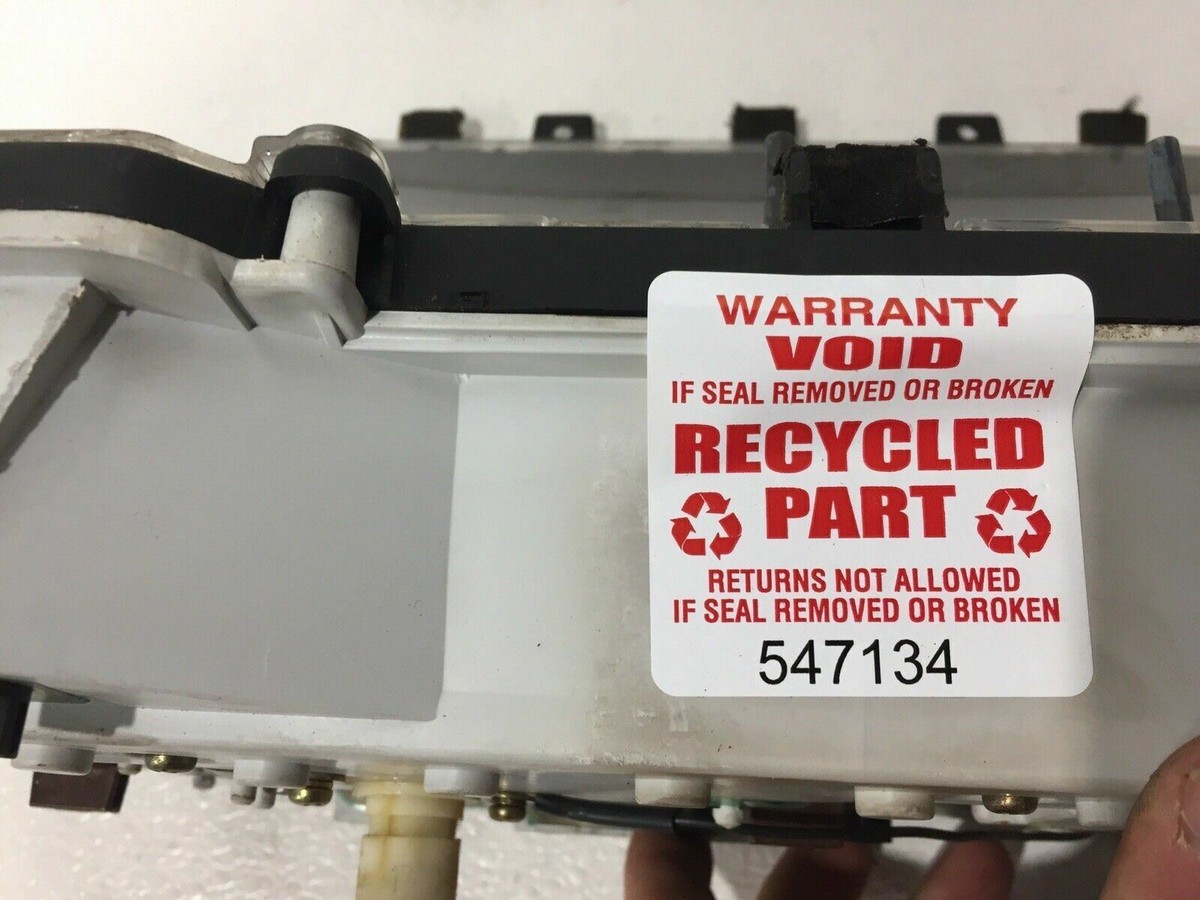 WARRANTY
VOID
IF SEAL REMOVED OR BROKEN
RECYCLED
PART
RETURNS NOT ALLOWED
IF SEAL REMOVED OR BROKEN
547134